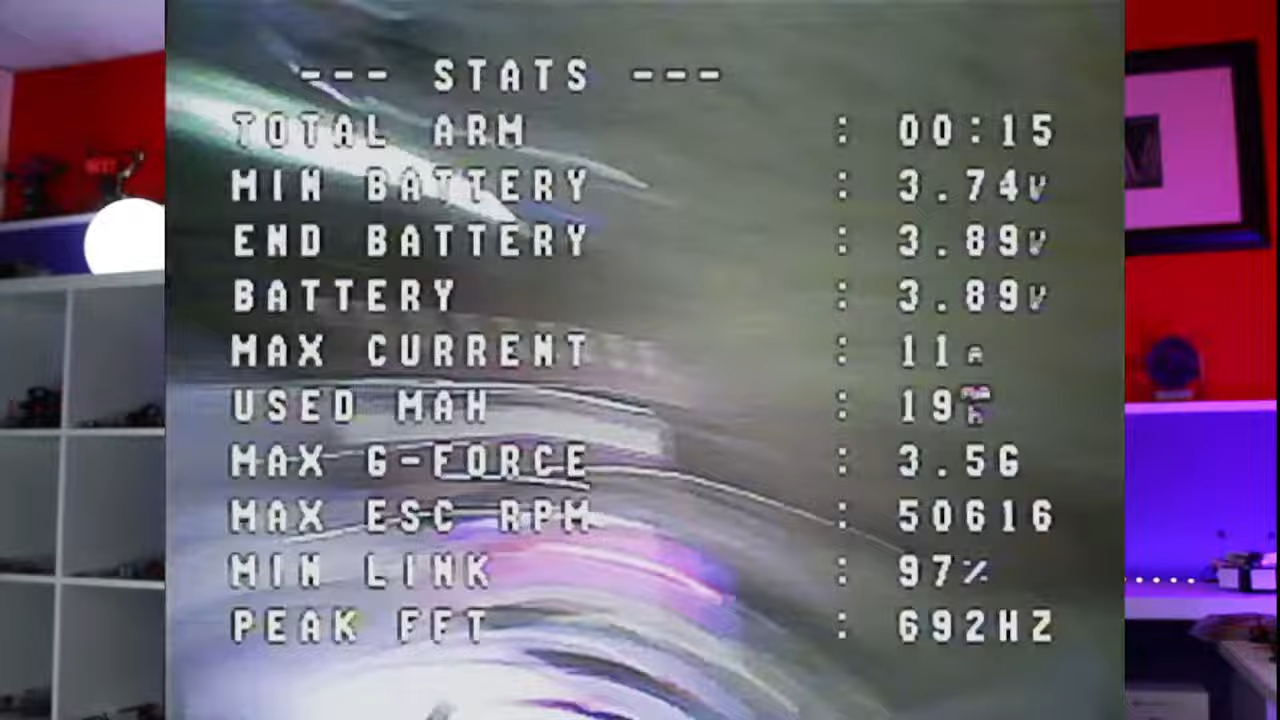 --- STATS ---
TOTAL ARM : 00:15
MIN BATTERY : 3.74V
END BATTERY : 3.89V
BATTERY : 3.89V
MAX CURRENT : 11A
USED MAH : 19mAh
MAX G-FORCE : 3.5G
MAX ESC RPM : 50616
MIN LINK : 97%
PEAK FFT : 692HZ